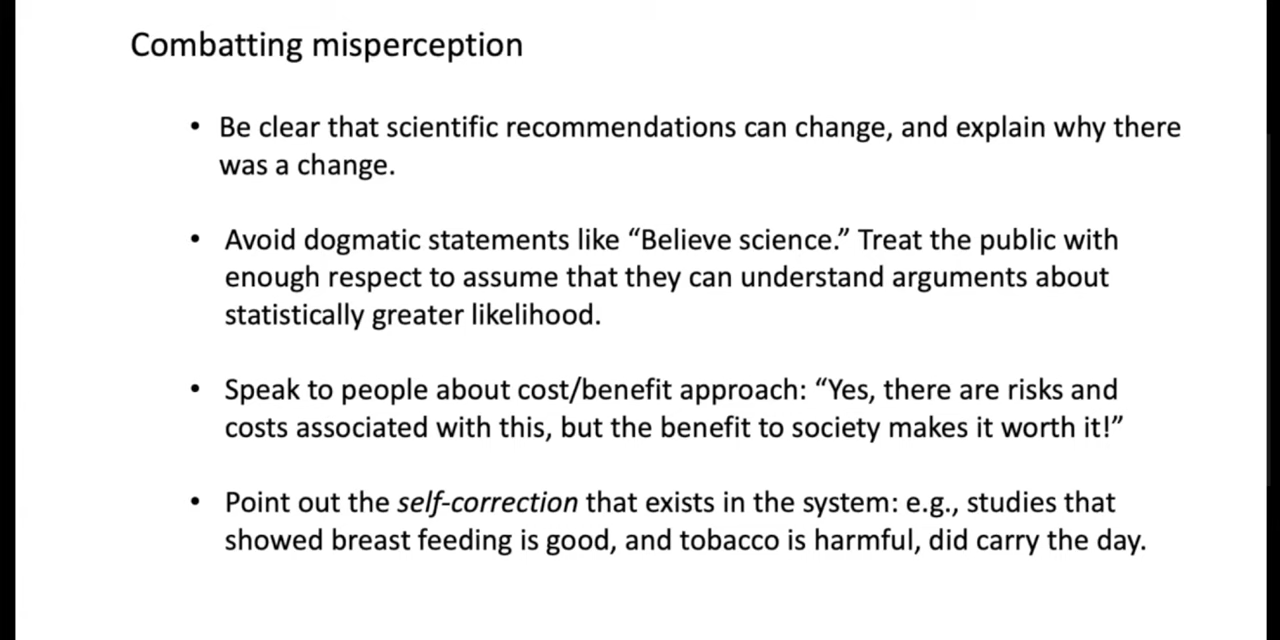 Combatting misperception
• Be clear that scientific recommendations can change, and explain why there
was a change.
• Avoid dogmatic statements like “Believe science.” Treat the public with
enough respect to assume that they can understand arguments about
statistically greater likelihood.
• Speak to people about cost/benefit approach: “Yes, there are risks and
costs associated with this, but the benefit to society makes it worth it!”
• Point out the self-correction that exists in the system: e.g., studies that
showed breast feeding is good, and tobacco is harmful, did carry the day.